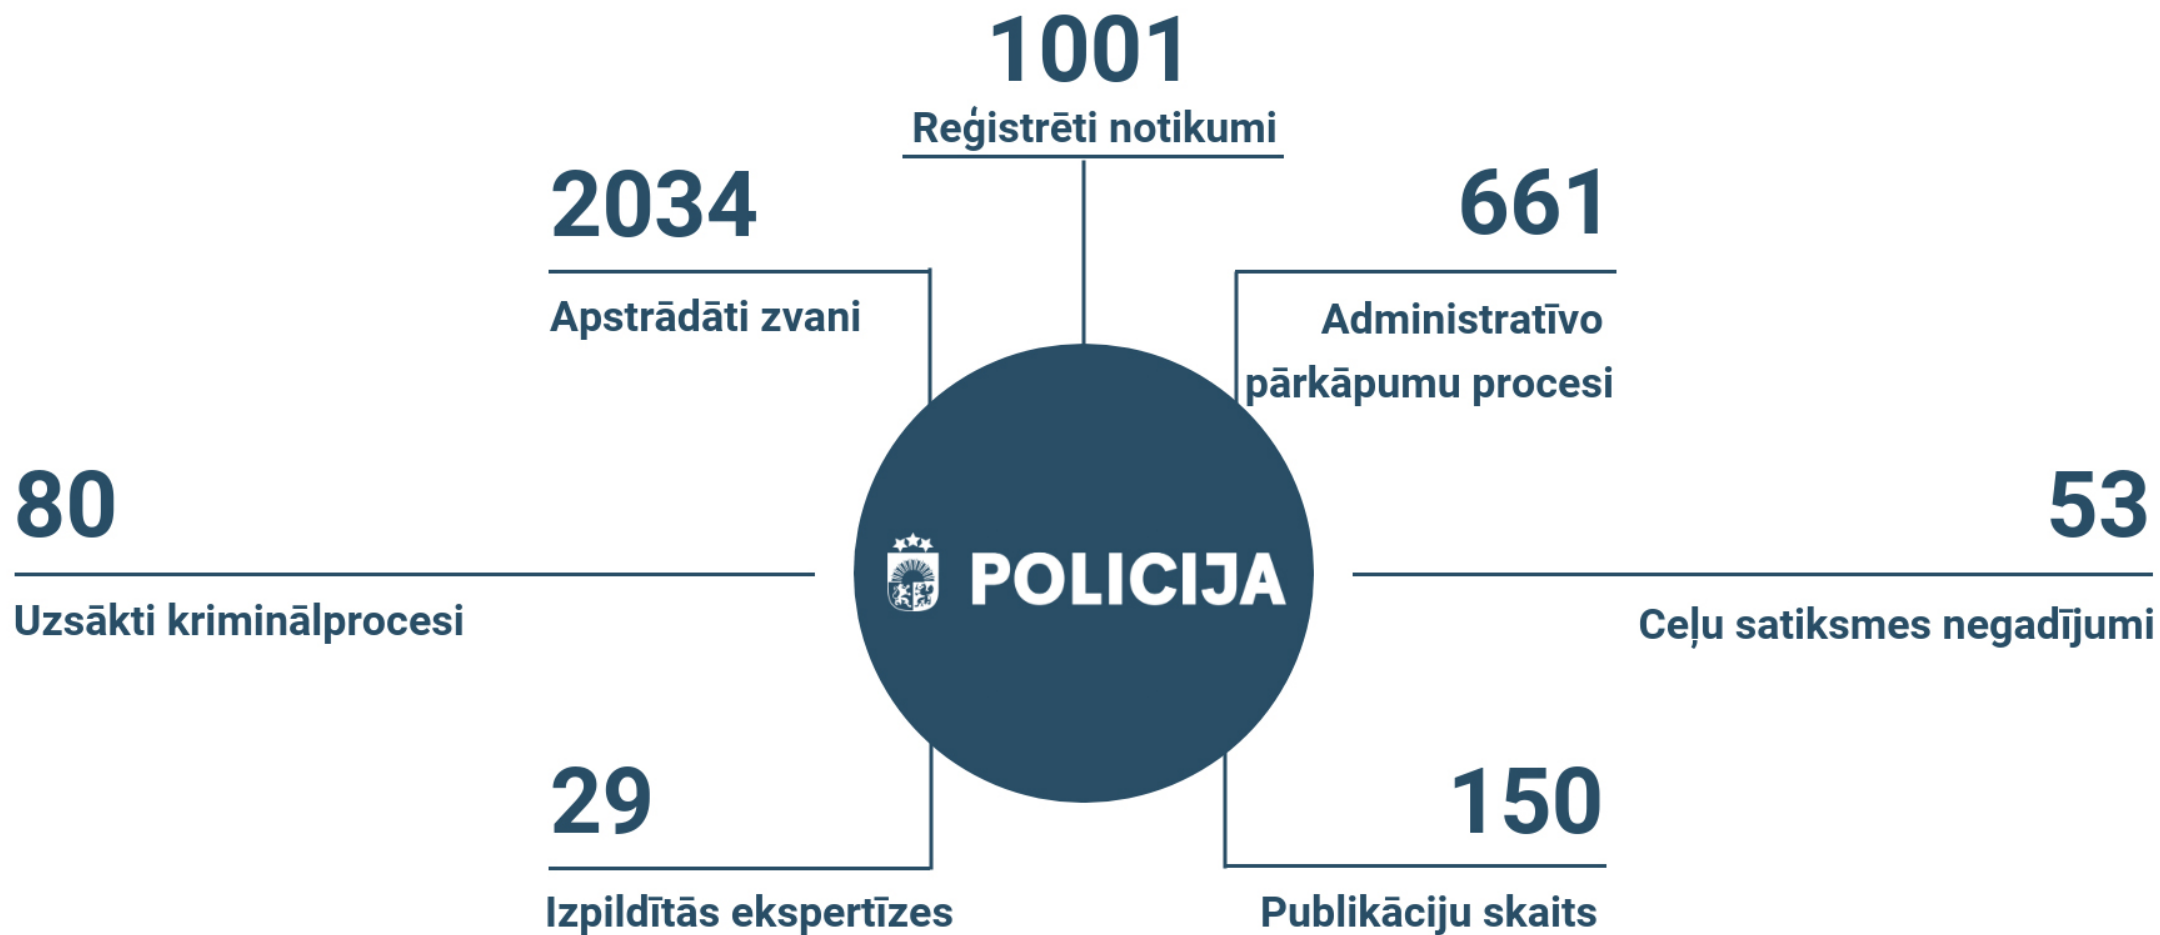 1001
Reģistrēti notikumi
2034
Apstrādāti zvani
661
Administratīvo
pārkāpumu procesi
80
Uzsākti kriminālprocesi
POLICIJA
53
Ceļu satiksmes negadījumi
29
Izpildītās ekspertīzes
150
Publikāciju skaits